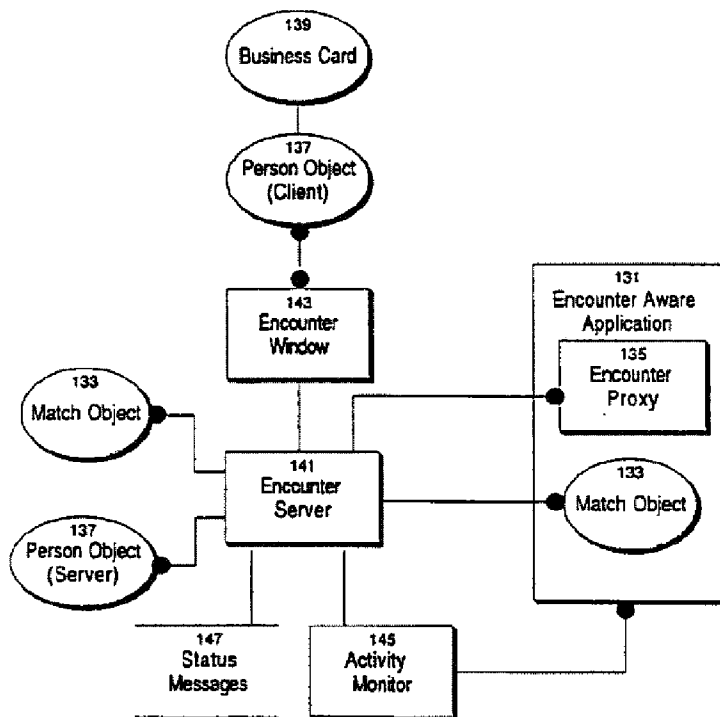 139
Business Card
137
Person Object
(Client)
143
Encounter
Window
131
Encounter Aware
Application
135
Encounter
Proxy
133
Match Object
141
Encounter
Server
133
Match Object
137
Person Object
(Server)
147
Status
Messages
145
Activity
Monitor